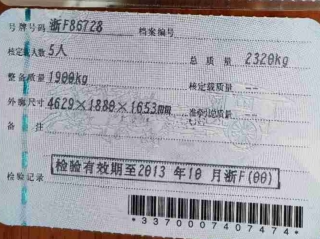 号牌号码 浙F86728 档案编号
核定载人数 5人 总质量 2320kg
整备质量 1900kg 核定载质量 --
外廓尺寸 4629×1880×1653mm 准牵引总质量 --
备注
检验记录 检验有效期至2013年10月浙F(00)
*3370007407474*